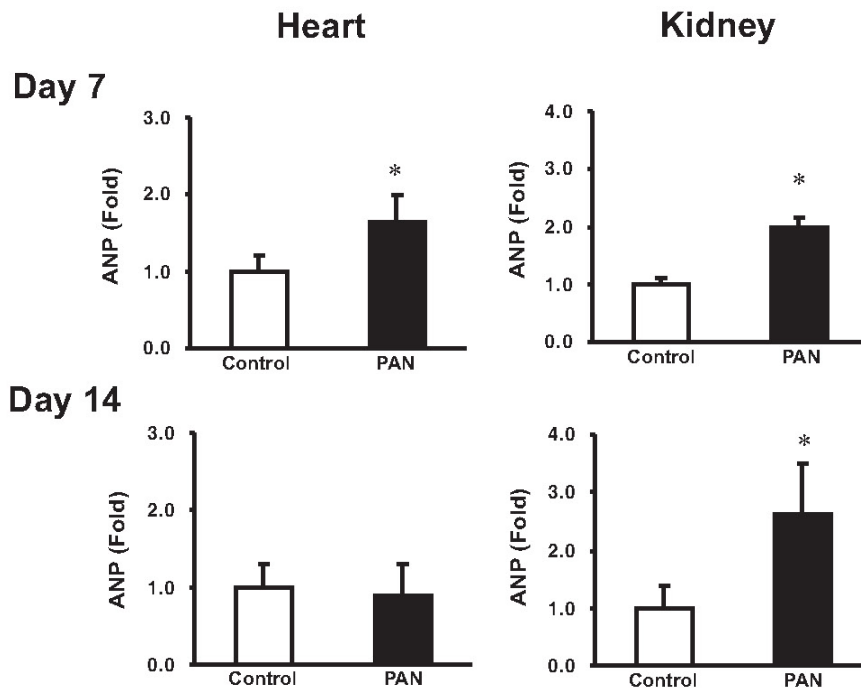 Heart
Kidney
Day 7
3.0
2.0
1.0
0.0
ANP (Fold)
*
Control
PAN
4.0
3.0
2.0
1.0
0.0
ANP (Fold)
*
Control
PAN
Day 14
3.0
2.0
1.0
0.0
ANP (Fold)
Control
PAN
4.0
3.0
2.0
1.0
0.0
ANP (Fold)
*
Control
PAN